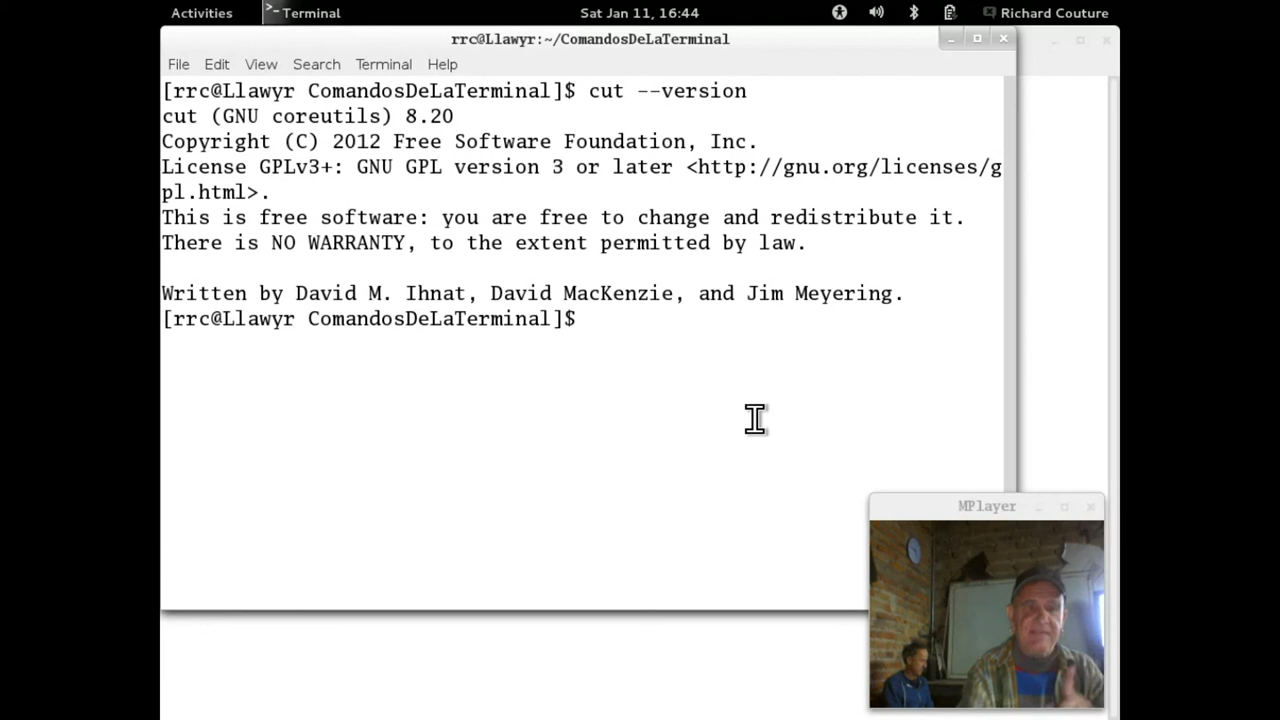 Activities
Terminal
Sat Jan 11, 16:44
Richard Couture
rrc@Llawyr:~/ComandosDeLaTerminal
File Edit View Search Terminal Help
[rrc@Llawyr ComandosDeLaTerminal]$ cut --version
cut (GNU coreutils) 8.20
Copyright (C) 2012 Free Software Foundation, Inc.
License GPLv3+: GNU GPL version 3 or later <http://gnu.org/licenses/g
pl.html>.
This is free software: you are free to change and redistribute it.
There is NO WARRANTY, to the extent permitted by law.
Written by David M. Ihnat, David MacKenzie, and Jim Meyering.
[rrc@Llawyr ComandosDeLaTerminal]$
MPlayer